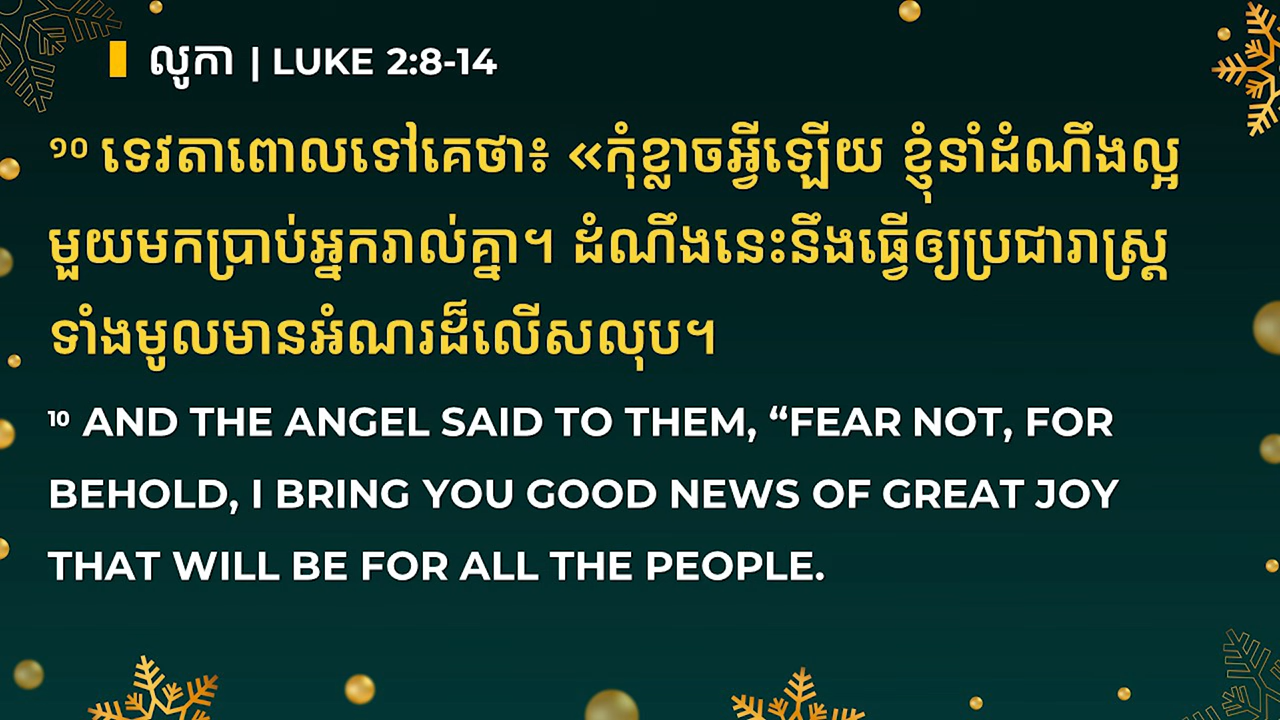 លូកា | LUKE 2:8-14
¹⁰ ទេវតាពោលទៅគេថា៖ «កុំខ្លាចអ្វីឡើយ ខ្ញុំនាំដំណឹងល្អ
មួយមកប្រាប់អ្នករាល់គ្នា។ ដំណឹងនេះនឹងធ្វើឲ្យប្រជារាស្ត្រ
ទាំងមូលមានអំណរដ៏លើសលុប។
¹⁰ AND THE ANGEL SAID TO THEM, “FEAR NOT, FOR
BEHOLD, I BRING YOU GOOD NEWS OF GREAT JOY
THAT WILL BE FOR ALL THE PEOPLE.